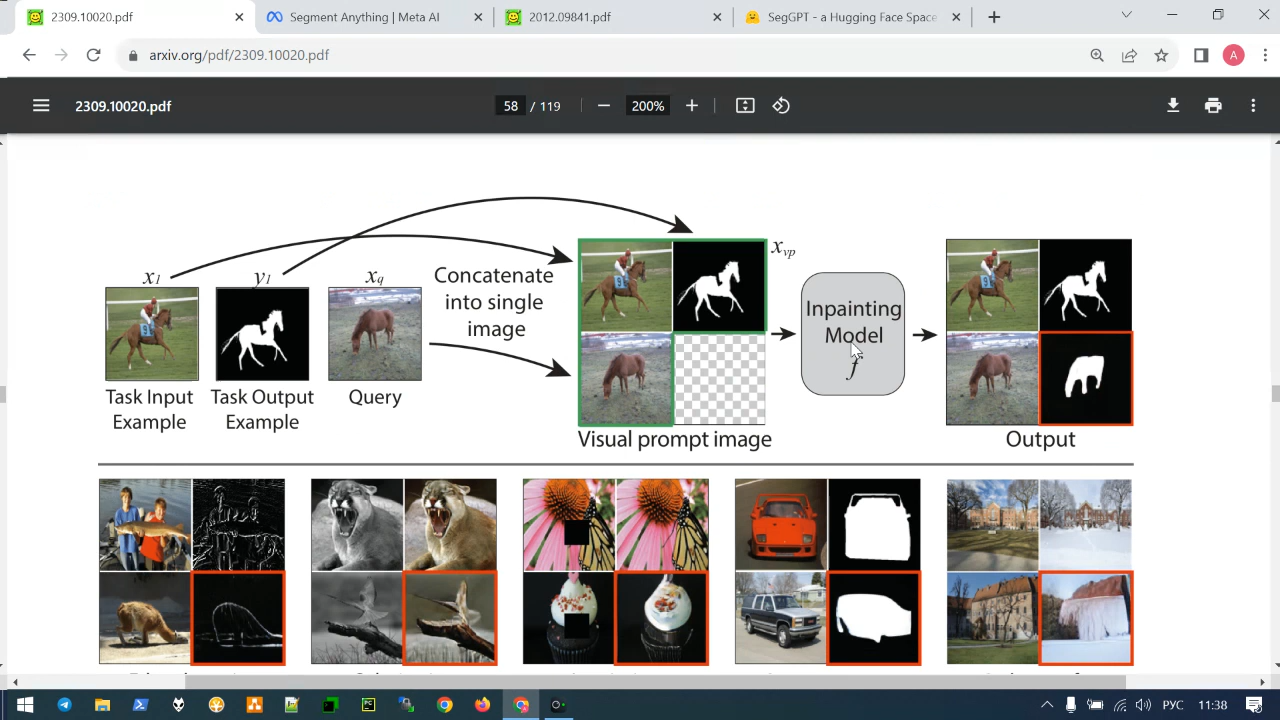 2309.10020.pdf
Segment Anything | Meta AI
2012.09841.pdf
SegGPT - a Hugging Face Space
arxiv.org/pdf/2309.10020.pdf
A
2309.10020.pdf
58 / 119
200%
x1
y1
xq
Concatenate
into single
image
xvp
Inpainting
Model
f
Task Input
Example
Task Output
Example
Query
Visual prompt image
Output
РУС
11:38